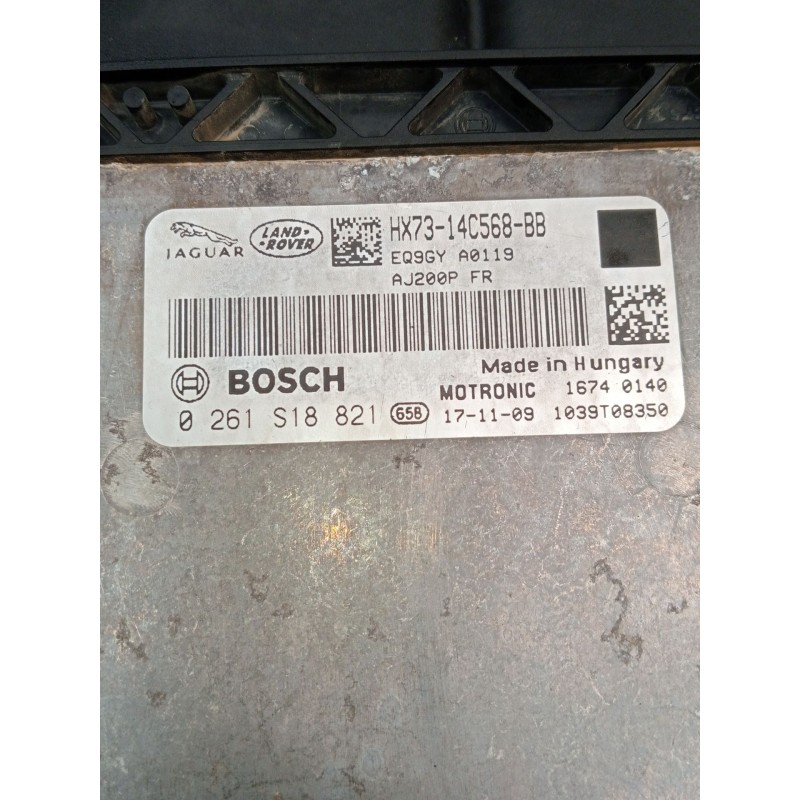 JAGUAR
LAND ROVER
HX73-14C568-BB
EQ9GY A0119
AJ200P FR
BOSCH
Made in Hungary
MOTRONIC 1674 0140
0 261 S18 821 65B 17-11-09 1039T08350